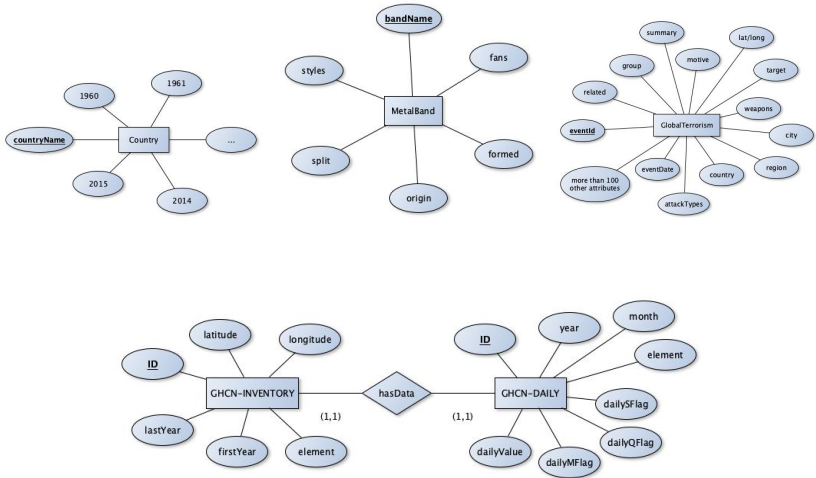 bandName
summary
lat/long
styles
fans
group
motive
target
1960
1961
related
weapons
countryName
Country
...
MetalBand
eventId
GlobalTerrorism
city
split
formed
2015
2014
origin
more than 100
other attributes
eventDate
country
region
attackTypes
latitude
longitude
ID
GHCN-INVENTORY
lastYear
firstYear
element
(1,1)
hasData
(1,1)
ID
year
month
element
GHCN-DAILY
dailySFlag
dailyQFlag
dailyMFlag
dailyValue